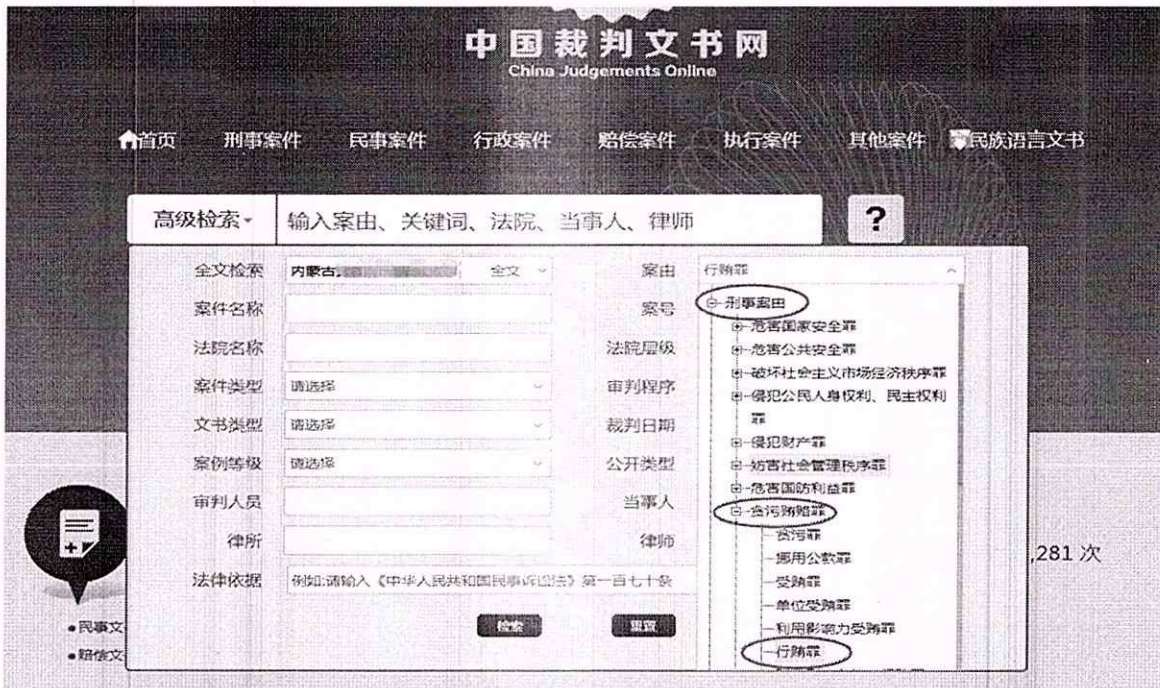 中国裁判文书网
China Judgements Online
首页 刑事案件 民事案件 行政案件 赔偿案件 执行案件 其他案件 民族语言文书
高级检索 输入案由、关键词、法院、当事人、律师 ?
全文检索 内蒙古 全文 案由 行贿罪
案件名称 案号 刑事案由
危害国家安全罪
法院名称 法院层级 危害公共安全罪
破坏社会主义市场经济秩序罪
案件类型 请选择 审判程序 侵犯公民人身权利、民主权利
罪
文书类型 请选择 裁判日期 侵犯财产罪
案例等级 请选择 公开类型 妨害社会管理秩序罪
危害国防利益罪
审判人员 当事人 贪污贿赂罪
贪污罪
律所 律师 挪用公款罪
,281 次
法律依据 例如:请输入《中华人民共和国民事诉讼法》第一百七十条 受贿罪
单位受贿罪
检索 重置 利用影响力受贿罪
行贿罪
民事文
赔偿文